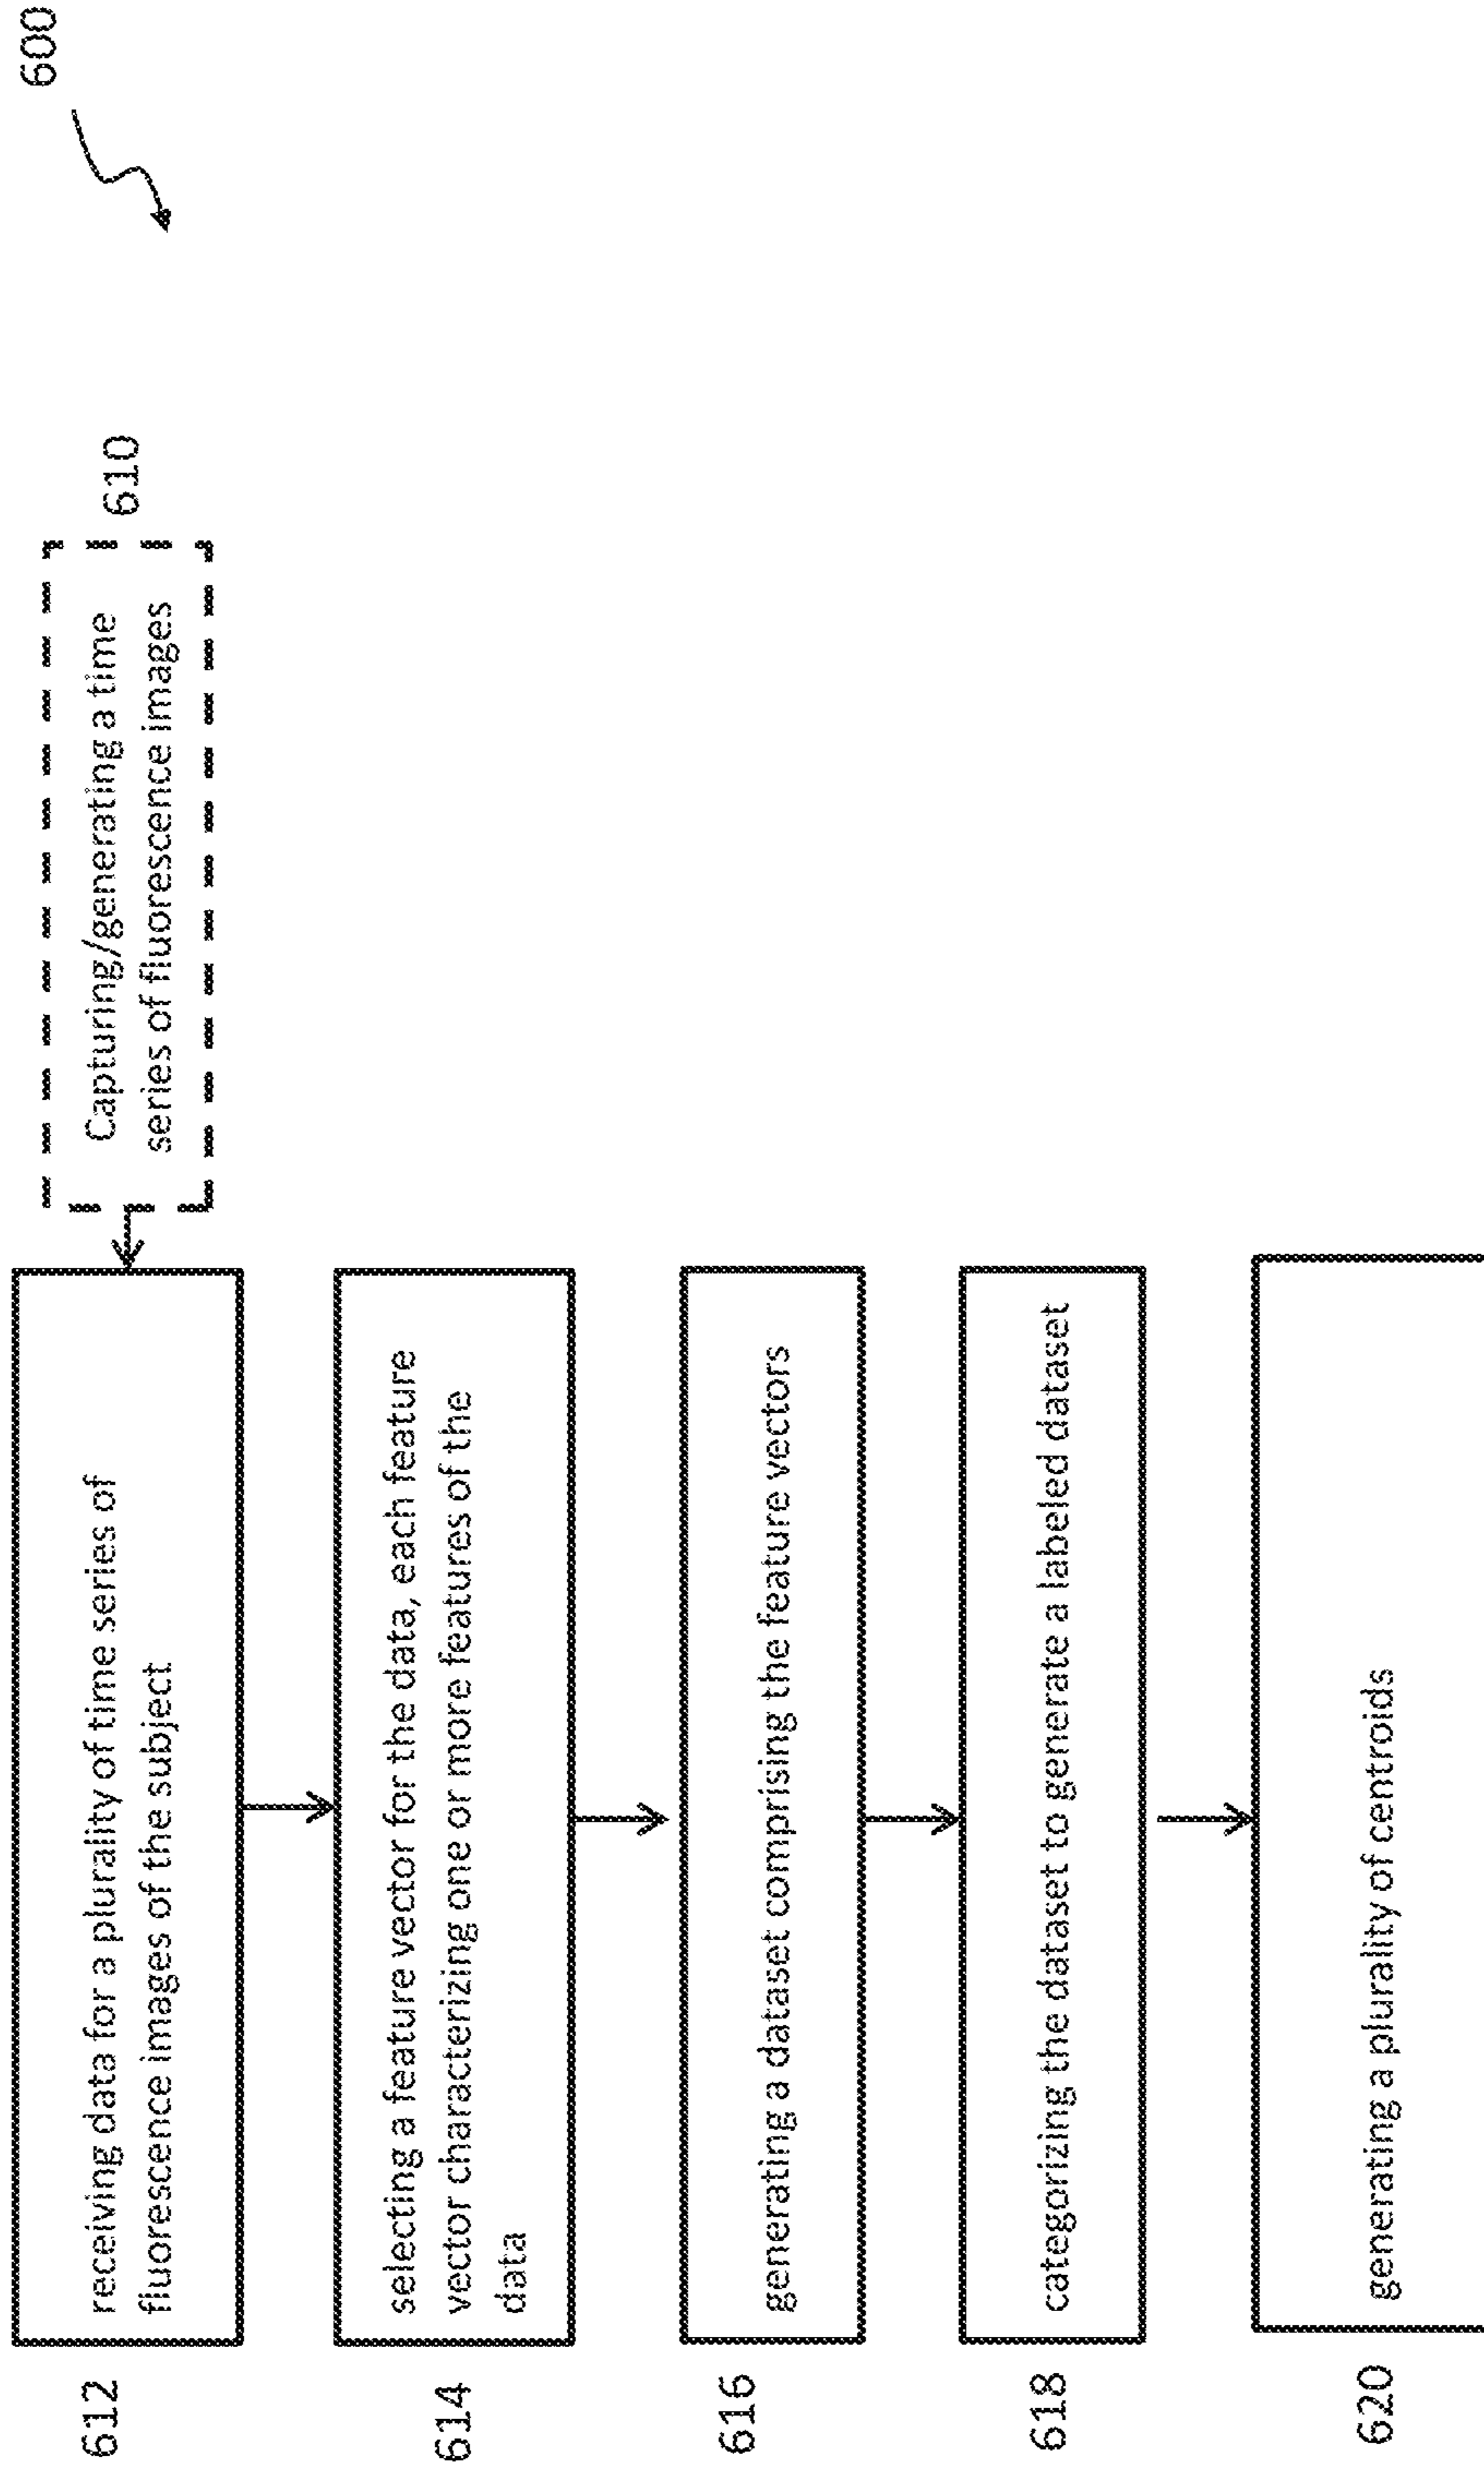 600
Capturing/generating a time
series of fluorescence images
610
612
receiving data for a plurality of time series of
fluorescence images of the subject
614
selecting a feature vector for the data, each feature
vector characterizing one or more features of the
data
616
generating a dataset comprising the feature vectors
618
categorizing the dataset to generate a labeled dataset
620
generating a plurality of centroids